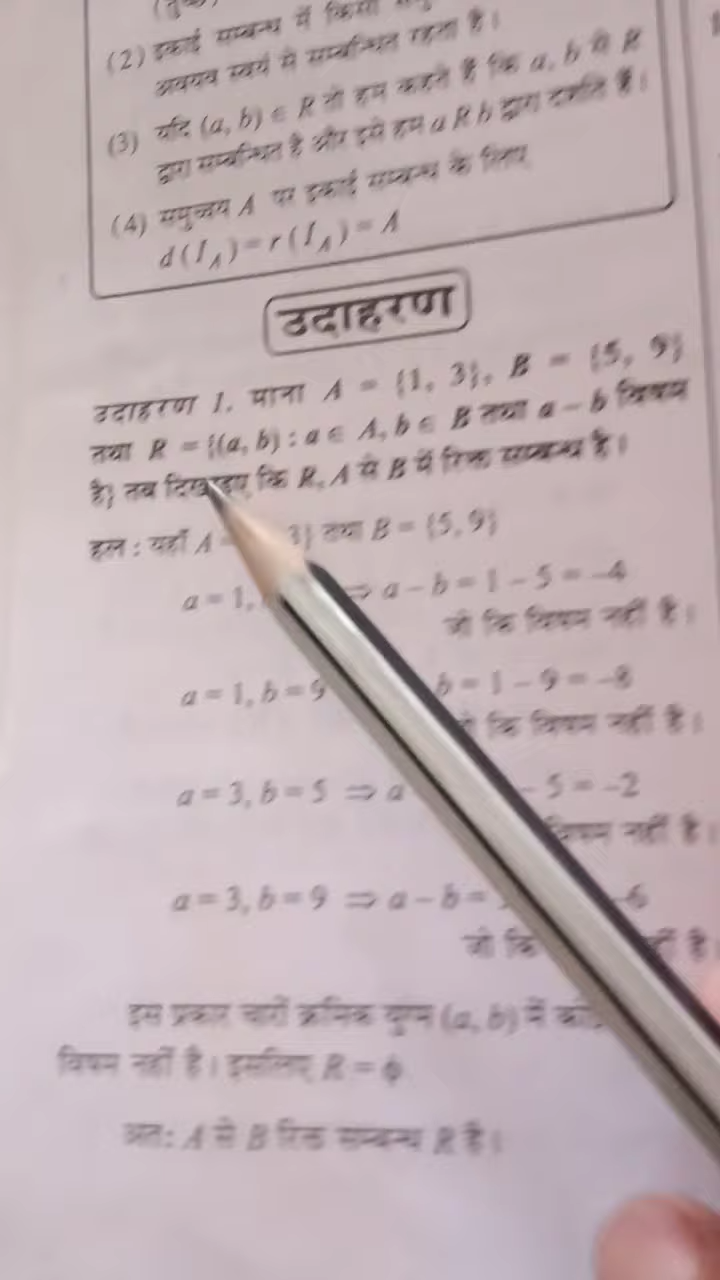 (2) इकाई सम्बन्ध में किसी
अवयव स्वयं से सम्बन्धित रहता है।
(3) यदि (a, b) ∈ R तो हम कहते हैं कि a, b से R
द्वारा सम्बन्धित है और इसे हम a R b द्वारा दर्शाते हैं।
(4) समुच्चय A पर इकाई सम्बन्ध के लिए
d(I_A) = r(I_A) = A
उदाहरण
उदाहरण 1. माना A = {1, 3}, B = {5, 9}
तथा R = {(a, b) : a ∈ A, b ∈ B तथा a – b विषम
है} तब दिखाइए कि R, A से B में रिक्त सम्बन्ध है।
हल : यहाँ A 3} तथा B = {5, 9}
a = 1, ⇒ a – b = 1 – 5 = –4
जो कि विषम नहीं है।
a = 1, b = 9 b = 1 – 9 = –8
कि विषम नहीं है।
a = 3, b = 5 ⇒ a – 5 = –2
विषम नहीं है।
a = 3, b = 9 ⇒ a – b = –6
जो कि है।
इस प्रकार चारों क्रमिक युग्म (a, b) में
विषम नहीं है। इसलिए R = ϕ
अत: A से B रिक्त सम्बन्ध R है।